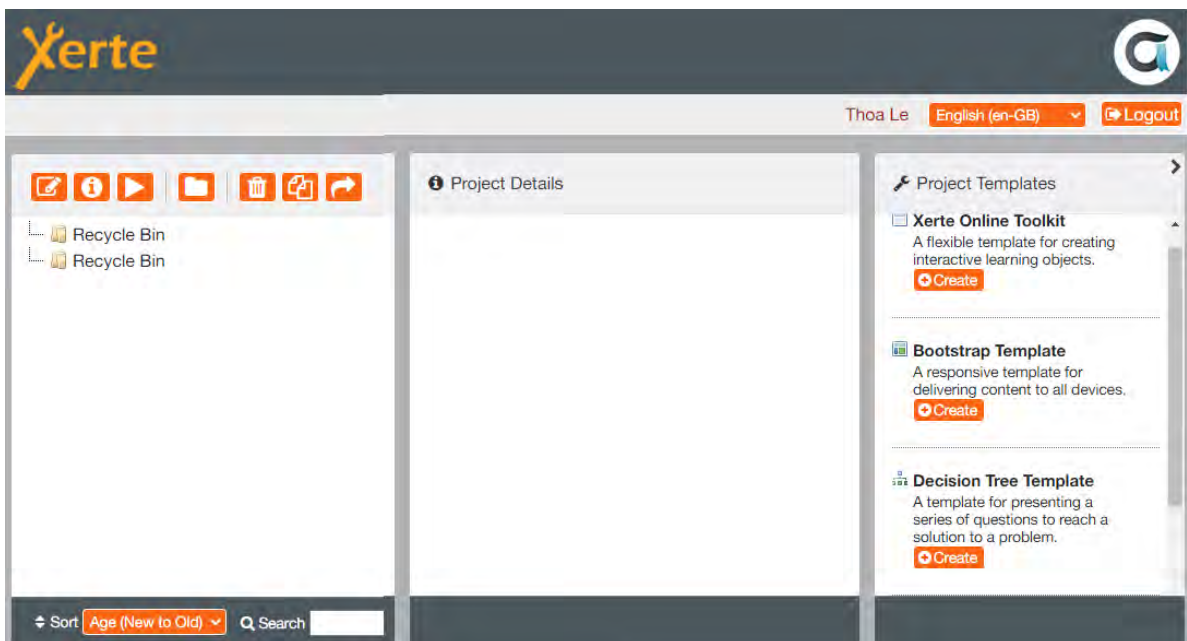 Xerte
Thoa Le English (en-GB) Logout
Recycle Bin
Recycle Bin
Sort Age (New to Old) Search
Project Details
Project Templates
Xerte Online Toolkit
A flexible template for creating
interactive learning objects.
Create
Bootstrap Template
A responsive template for
delivering content to all devices.
Create
Decision Tree Template
A template for presenting a
series of questions to reach a
solution to a problem.
Create